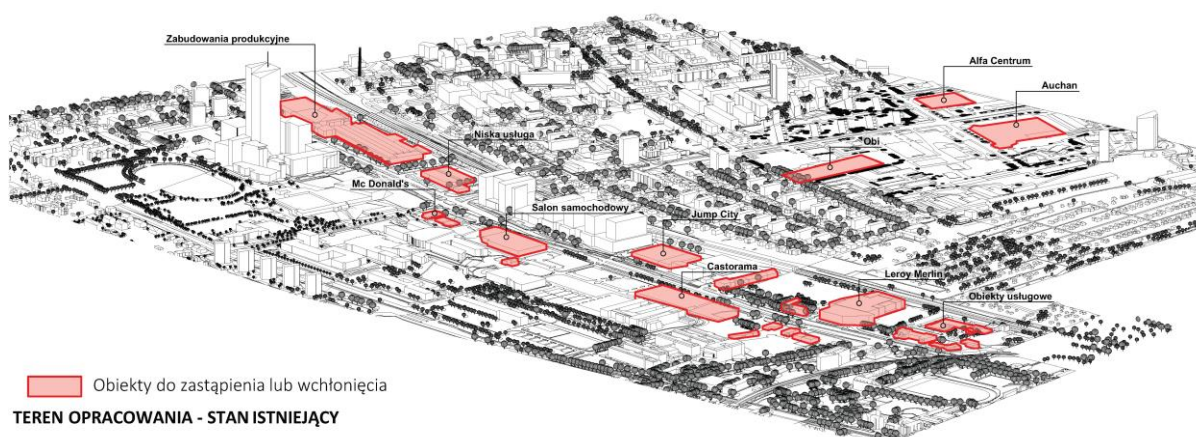 Zabudowania produkcyjne
Alfa Centrum
Auchan
Niska usługa
Obi
Mc Donald's
Salon samochodowy
Jump City
Castorama
Leroy Merlin
Obiekty usługowe
Obiekty do zastąpienia lub wchłonięcia
TEREN OPRACOWANIA - STAN ISTNIEJĄCY